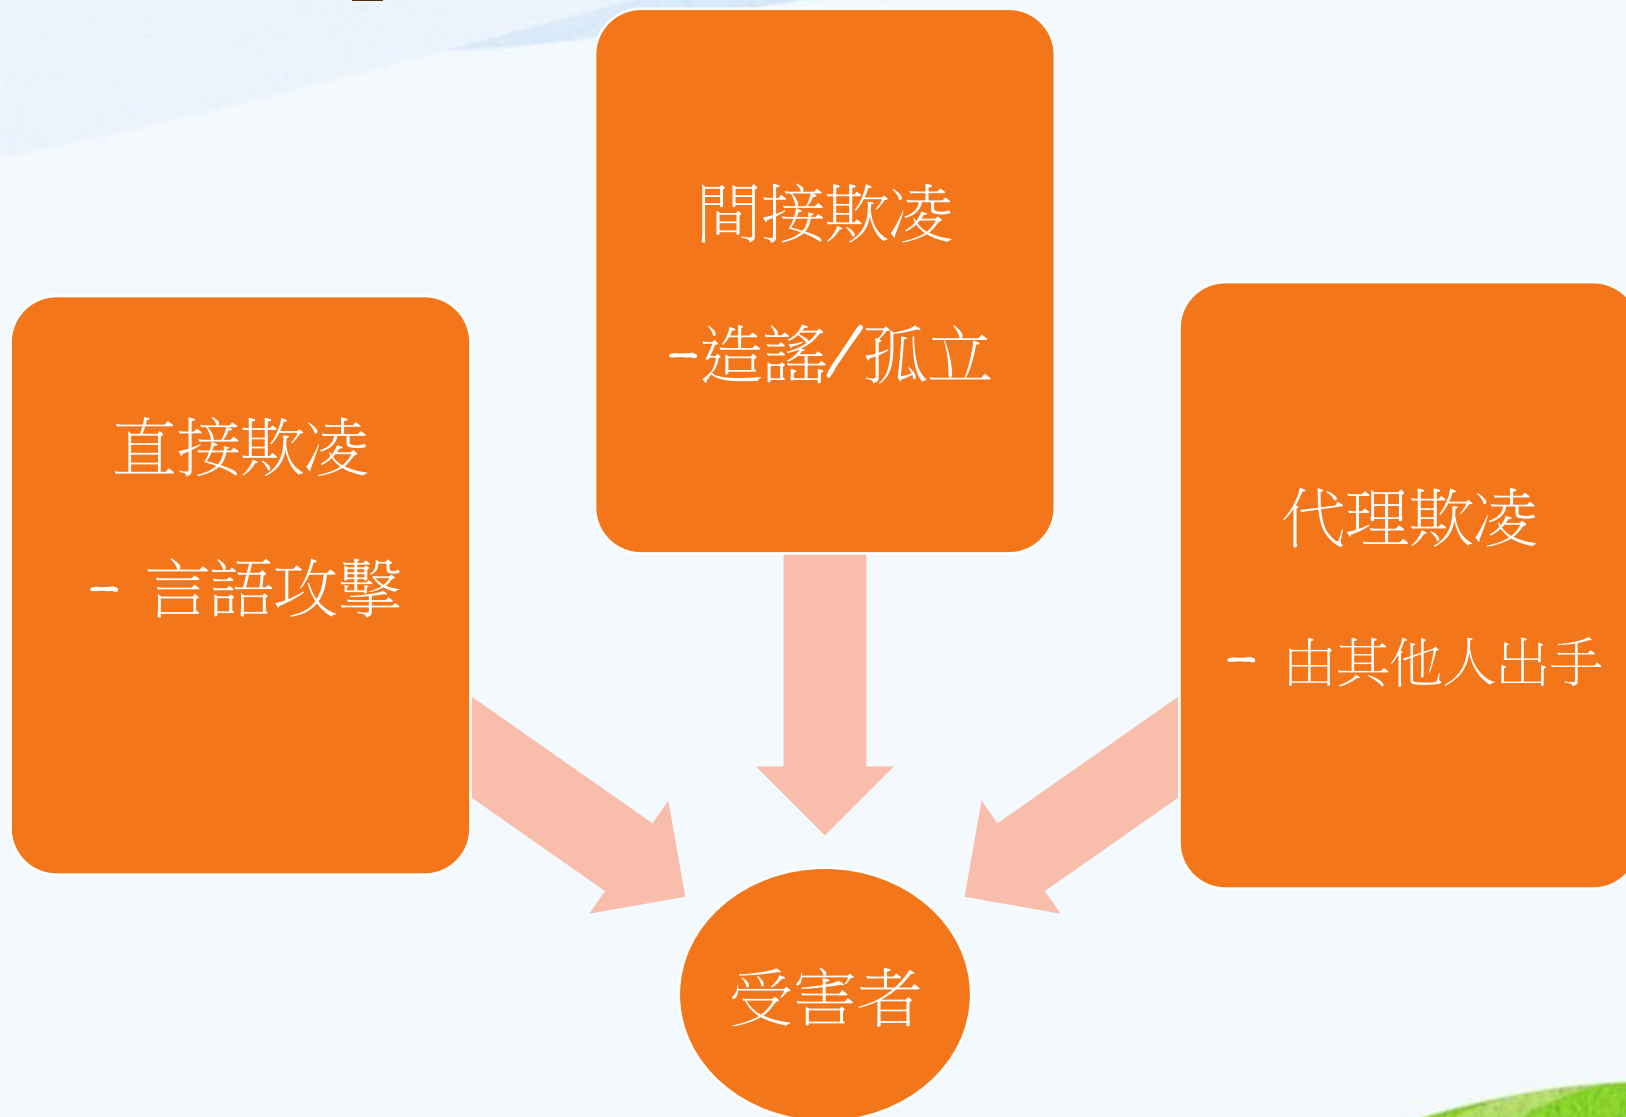 間接欺凌
-造謠/孤立
直接欺凌
- 言語攻擊
代理欺凌
- 由其他人出手
受害者